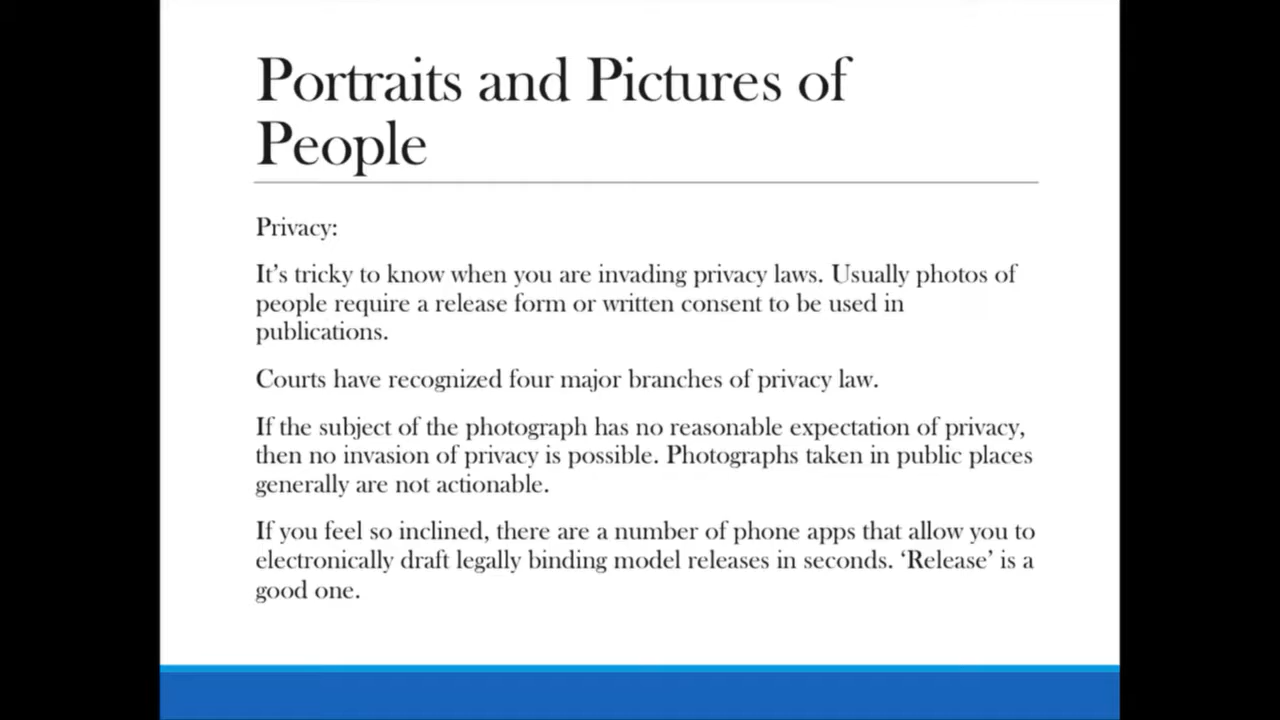 Portraits and Pictures of
People
Privacy:
It’s tricky to know when you are invading privacy laws. Usually photos of
people require a release form or written consent to be used in
publications.
Courts have recognized four major branches of privacy law.
If the subject of the photograph has no reasonable expectation of privacy,
then no invasion of privacy is possible. Photographs taken in public places
generally are not actionable.
If you feel so inclined, there are a number of phone apps that allow you to
electronically draft legally binding model releases in seconds. ‘Release’ is a
good one.